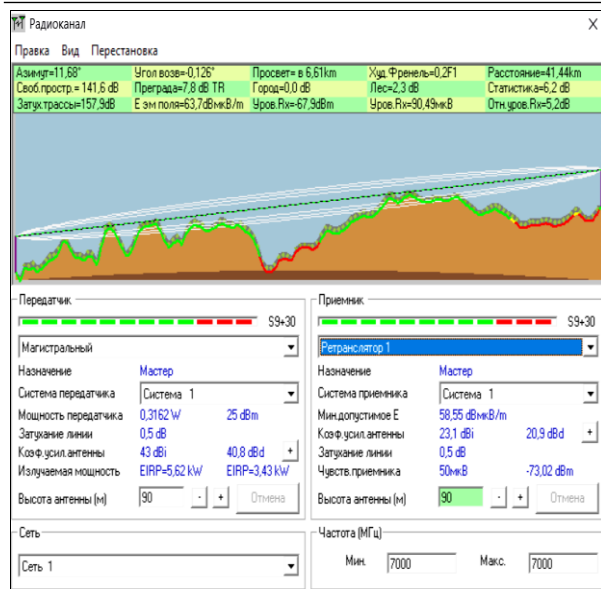 Радиоканал X
Правка Вид Перестановка
Азимут=11,68° Угол возв=-0,126° Просвет= в 6,61km Худ.Френель=0,2F1 Расстояние=41,44km
Своб.простр.= 141,6 dB Преграда=7,8 dB TR Город=0,0 dB Лес=2,3 dB Статистика=6,2 dB
Затух.трассы=157,9dB E эм поля=63,7dBмкВ/m Уров.Rx=-67,9dBm Уров.Rx=90,49мкВ Отн.уров.Rx=5,2dB
Передатчик Приемник
S9+30 S9+30
Магистральный Ретранслятор 1
Назначение Мастер Назначение Мастер
Система передатчика Система 1 Система приемника Система 1
Мощность передатчика 0,3162 W 25 dBm Мин.допустимое E 58,55 dBмкВ/m
Затухание линии 0,5 dB Коэф.усил.антенны 23,1 dBi 20,9 dBd +
Коэф.усил.антенны 43 dBi 40,8 dBd + Затухание линии 0,5 dB
Излучаемая мощность EIRP=5,62 kW EIRP=3,43 kW Чувств.приемника 50мкВ -73,02 dBm
Высота антенны (м) 90 - + Отмена Высота антенны (м) 90 - + Отмена
Сеть Частота (МГц)
Сеть 1 Мин. 7000 Макс. 7000